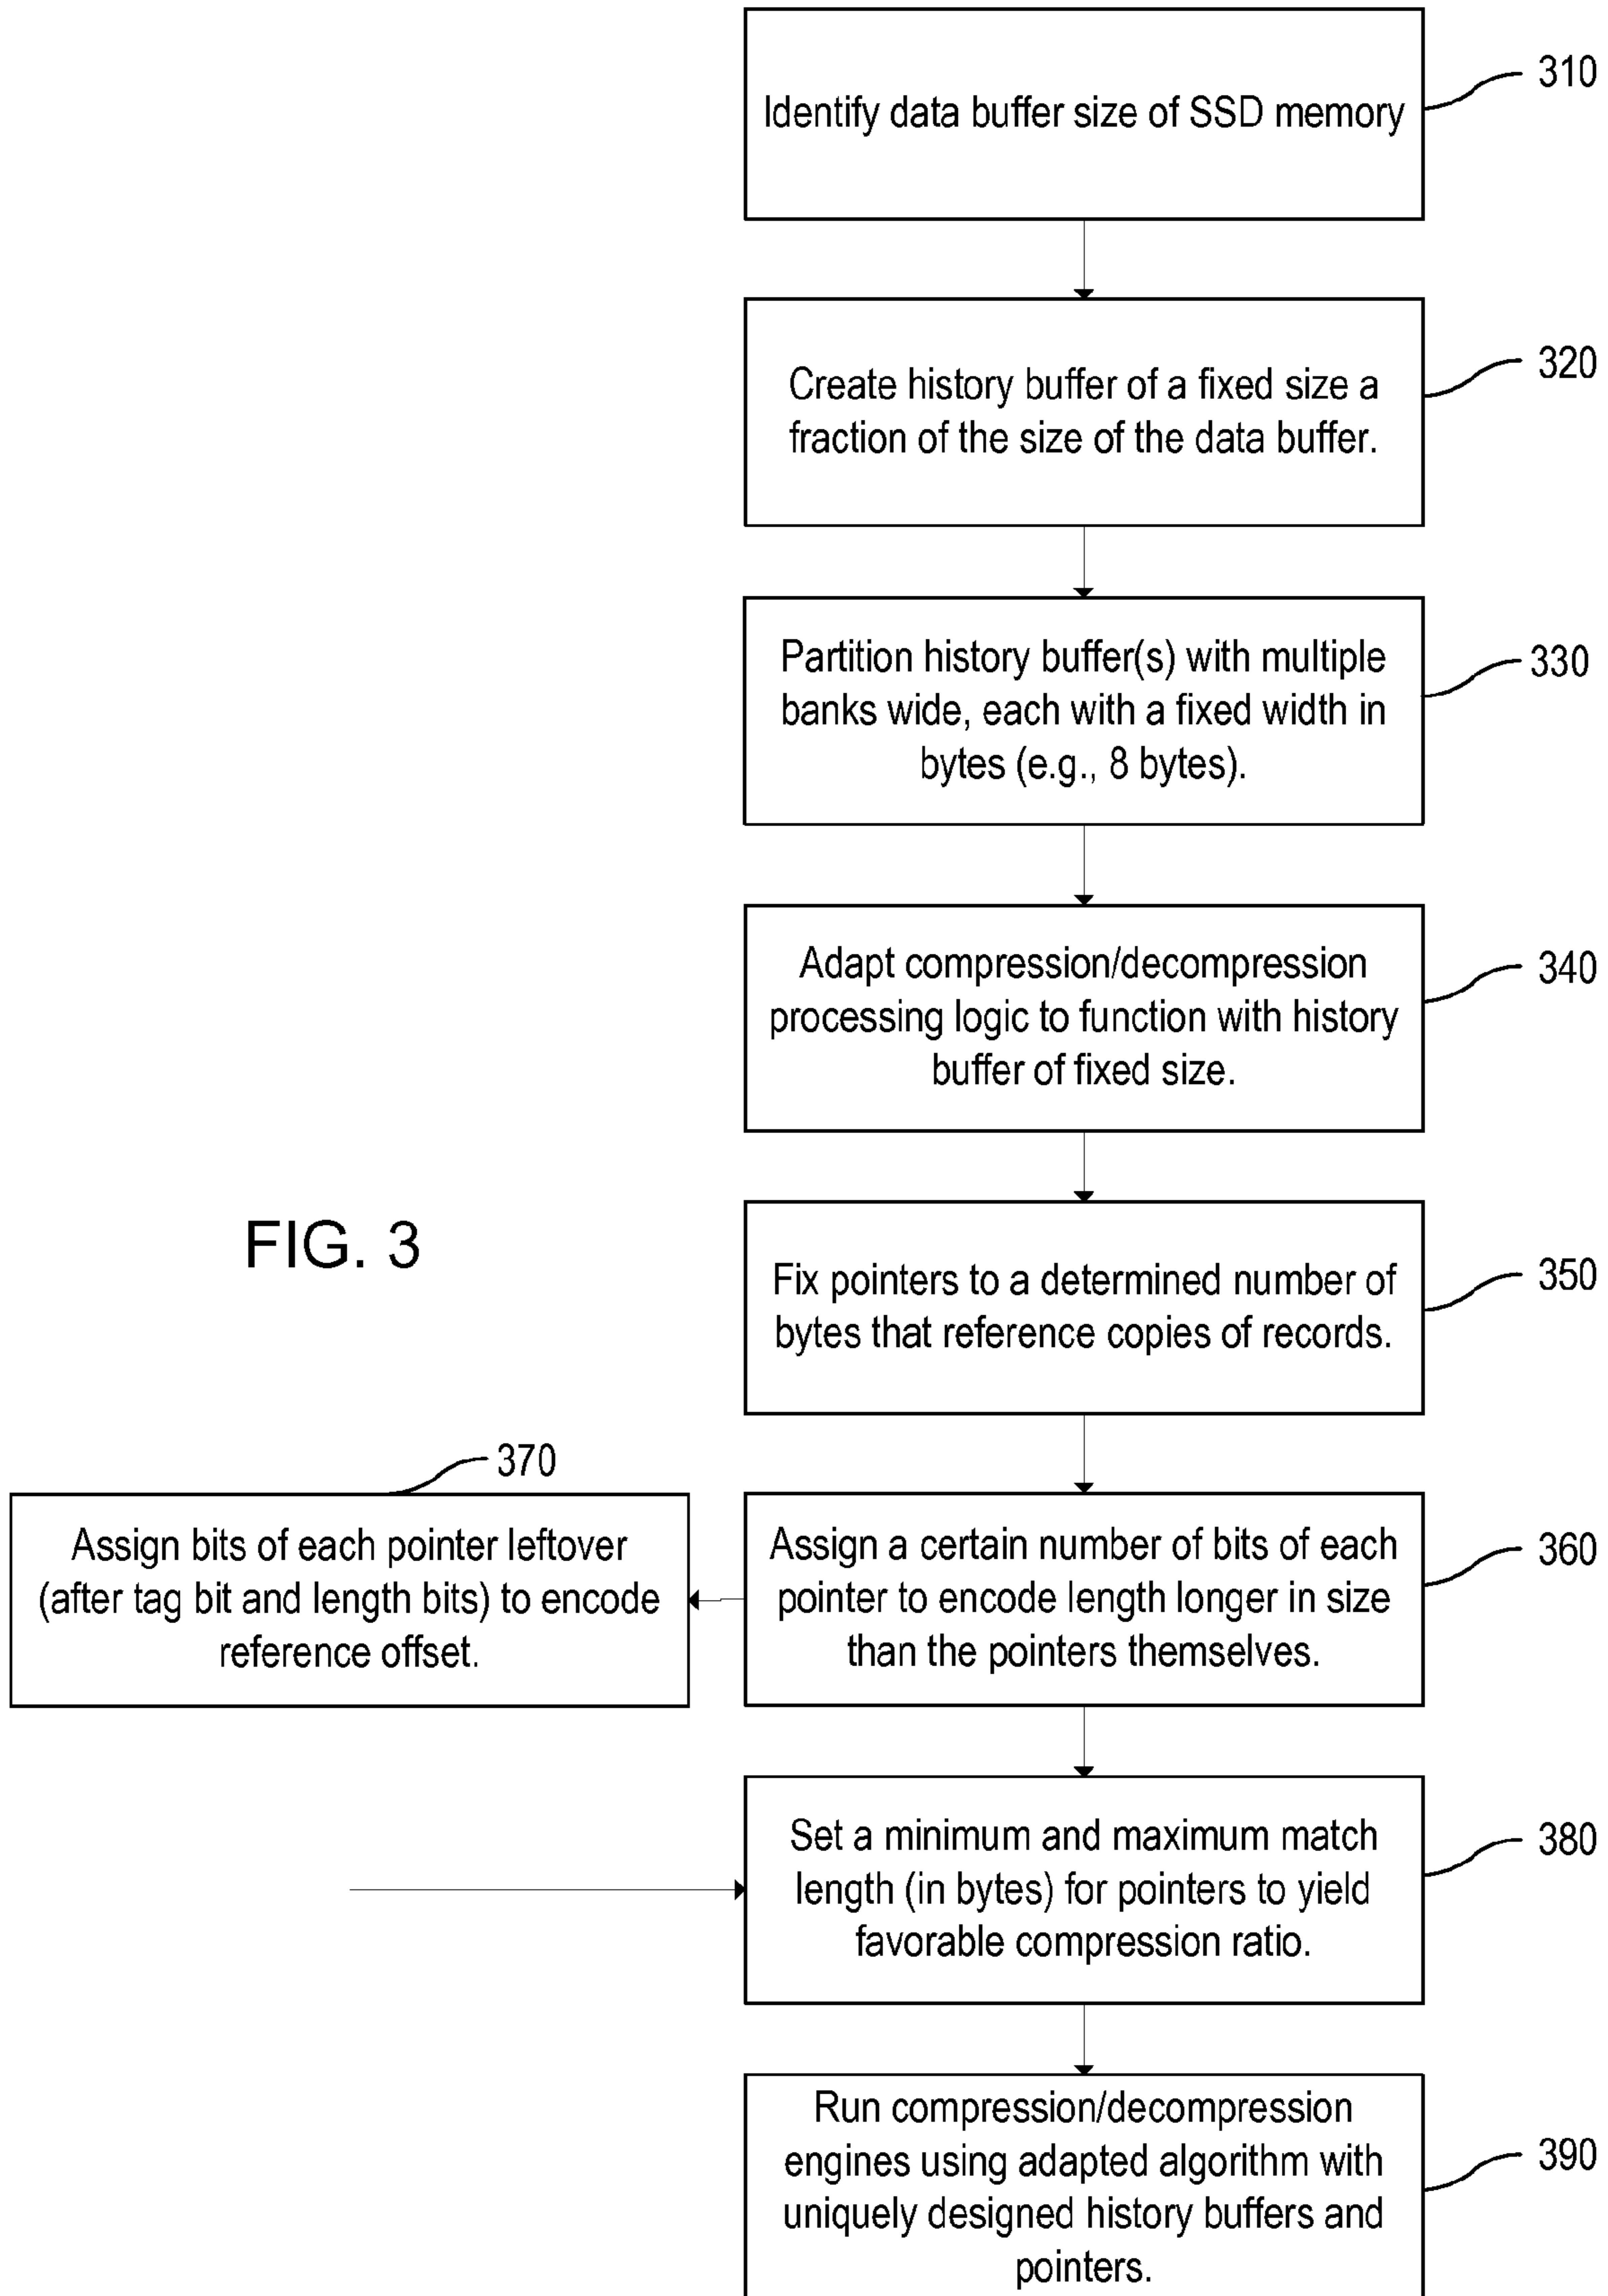 310
Identify data buffer size of SSD memory
320
Create history buffer of a fixed size a
fraction of the size of the data buffer.
330
Partition history buffer(s) with multiple
banks wide, each with a fixed width in
bytes (e.g., 8 bytes).
340
Adapt compression/decompression
processing logic to function with history
buffer of fixed size.
FIG. 3
350
Fix pointers to a determined number of
bytes that reference copies of records.
360
Assign a certain number of bits of each
pointer to encode length longer in size
than the pointers themselves.
370
Assign bits of each pointer leftover
(after tag bit and length bits) to encode
reference offset.
380
Set a minimum and maximum match
length (in bytes) for pointers to yield
favorable compression ratio.
390
Run compression/decompression
engines using adapted algorithm with
uniquely designed history buffers and
pointers.